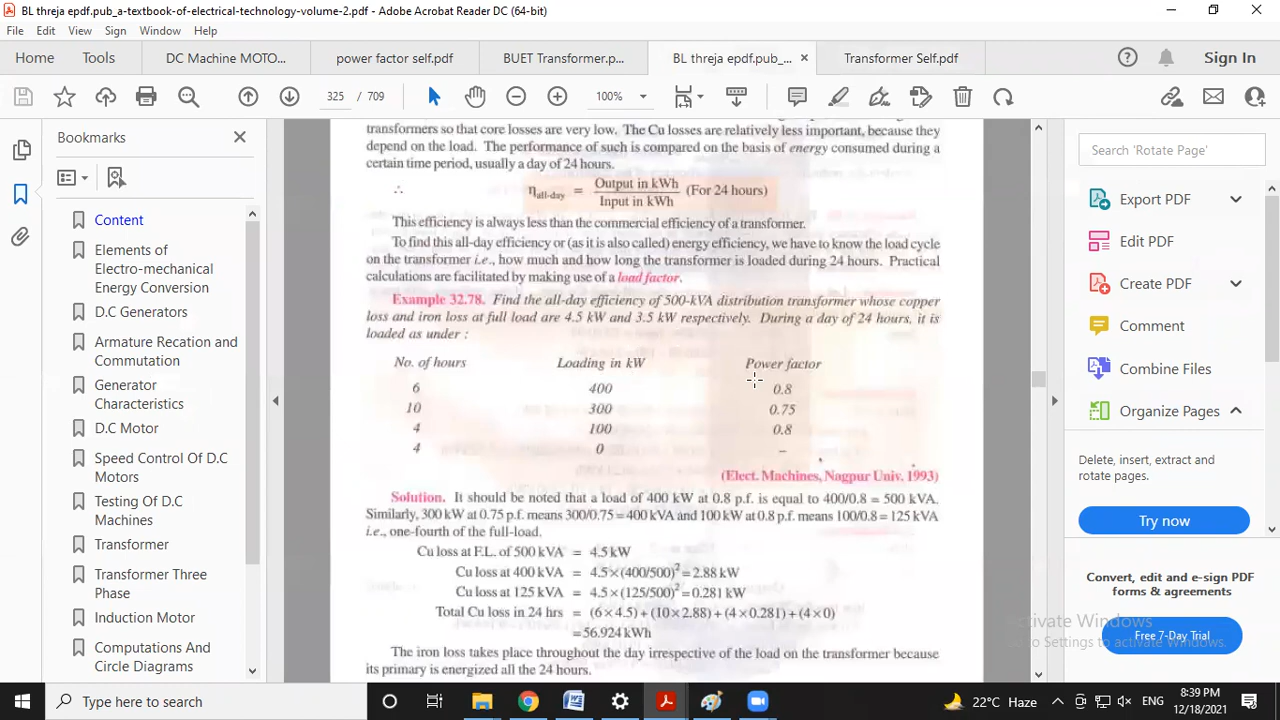 BL threja epdf.pub_a-textbook-of-electrical-technology-volume-2.pdf - Adobe Acrobat Reader DC (64-bit)
File Edit View Sign Window Help
Home Tools DC Machine MOTO... power factor self.pdf BUET Transformer.p... BL threja epdf.pub_... × Transformer Self.pdf Sign In
325 / 709 100%
Bookmarks
Content
Elements of
Electro-mechanical
Energy Conversion
D.C Generators
Armature Recation and
Commutation
Generator
Characteristics
D.C Motor
Speed Control Of D.C
Motors
Testing Of D.C
Machines
Transformer
Transformer Three
Phase
Induction Motor
Computations And
Circle Diagrams
transformers so that core losses are very low. The Cu losses are relatively less important, because they
depend on the load. The performance of such is compared on the basis of energy consumed during a
certain time period, usually a day of 24 hours.
∴ η all-day = Output in kWh / Input in kWh (For 24 hours)
This efficiency is always less than the commercial efficiency of a transformer.
To find this all-day efficiency or (as it is also called) energy efficiency, we have to know the load cycle
on the transformer i.e., how much and how long the transformer is loaded during 24 hours. Practical
calculations are facilitated by making use of a load factor.
Example 32.78. Find the all-day efficiency of 500-kVA distribution transformer whose copper
loss and iron loss at full load are 4.5 kW and 3.5 kW respectively. During a day of 24 hours, it is
loaded as under :
No. of hours Loading in kW Power factor
6 400 0.8
10 300 0.75
4 100 0.8
4 0 –
(Elect. Machines, Nagpur Univ. 1993)
Solution. It should be noted that a load of 400 kW at 0.8 p.f. is equal to 400/0.8 = 500 kVA.
Similarly, 300 kW at 0.75 p.f. means 300/0.75 = 400 kVA and 100 kW at 0.8 p.f. means 100/0.8 = 125 kVA
i.e., one-fourth of the full-load.
Cu loss at F.L. of 500 kVA = 4.5 kW
Cu loss at 400 kVA = 4.5 × (400/500)² = 2.88 kW
Cu loss at 125 kVA = 4.5 × (125/500)² = 0.281 kW
Total Cu loss in 24 hrs = (6 × 4.5) + (10 × 2.88) + (4 × 0.281) + (4 × 0)
= 56.924 kWh
The iron loss takes place throughout the day irrespective of the load on the transformer because
its primary is energized all the 24 hours.
Search 'Rotate Page'
Export PDF
Edit PDF
Create PDF
Comment
Combine Files
Organize Pages
Delete, insert, extract and
rotate pages.
Try now
Convert, edit and e-sign PDF
forms & agreements
Free 7-Day Trial
Activate Windows
Go to Settings to activate Windows.
Type here to search
22°C Haze ENG 8:39 PM
12/18/2021